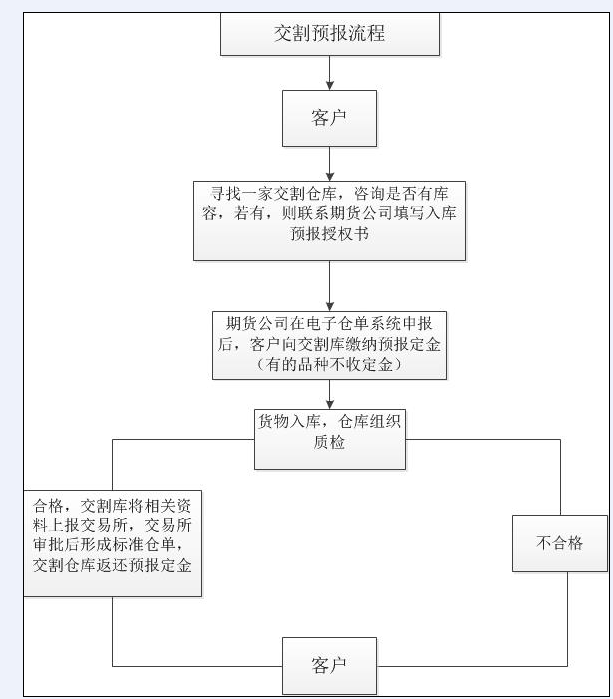 交割预报流程
客户
寻找一家交割仓库，咨询是否有库
容，若有，则联系期货公司填写入库
预报授权书
期货公司在电子仓单系统申报
后，客户向交割库缴纳预报定金
（有的品种不收定金）
货物入库，仓库组织
质检
合格，交割库将相关资
料上报交易所，交易所
审批后形成标准仓单，
交割仓库返还预报定金
不合格
客户